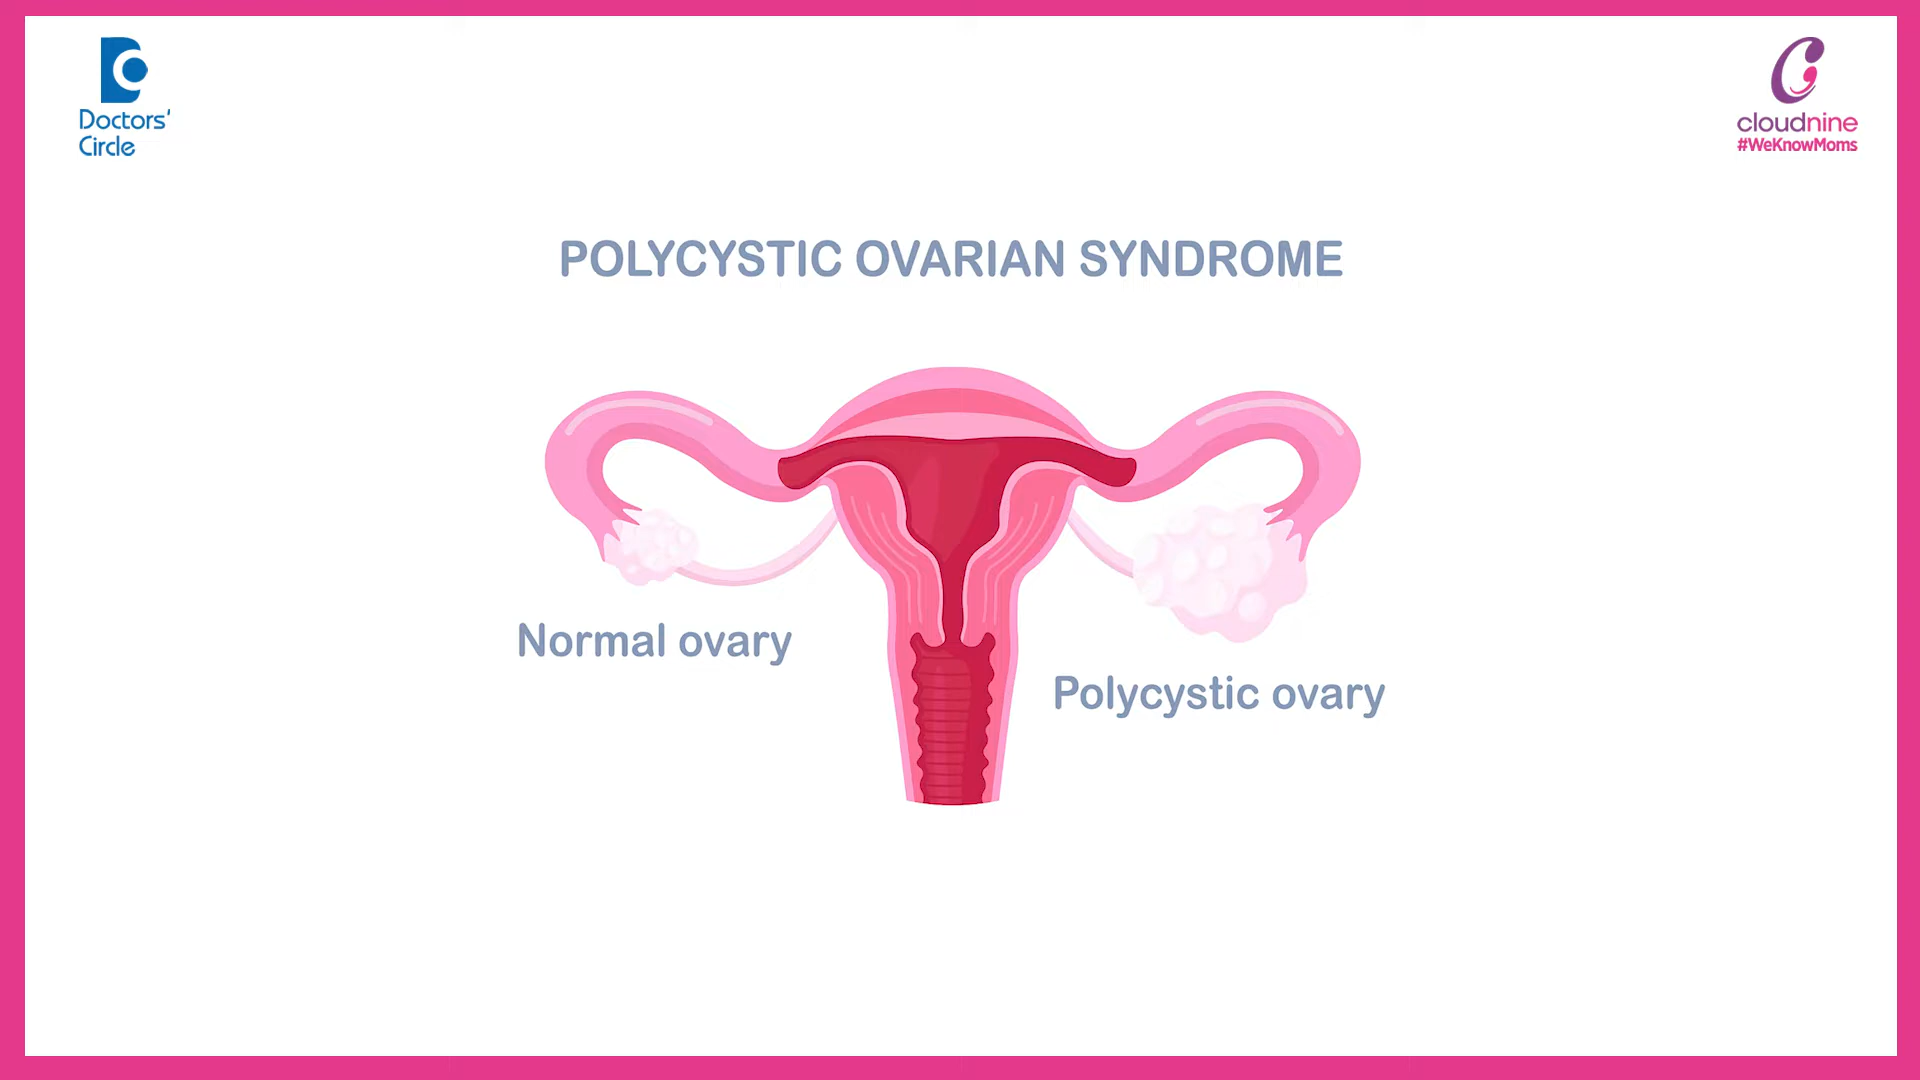 Doctors'
Circle
cloudnine
#WeKnowMoms
POLYCYSTIC OVARIAN SYNDROME
Normal ovary
Polycystic ovary